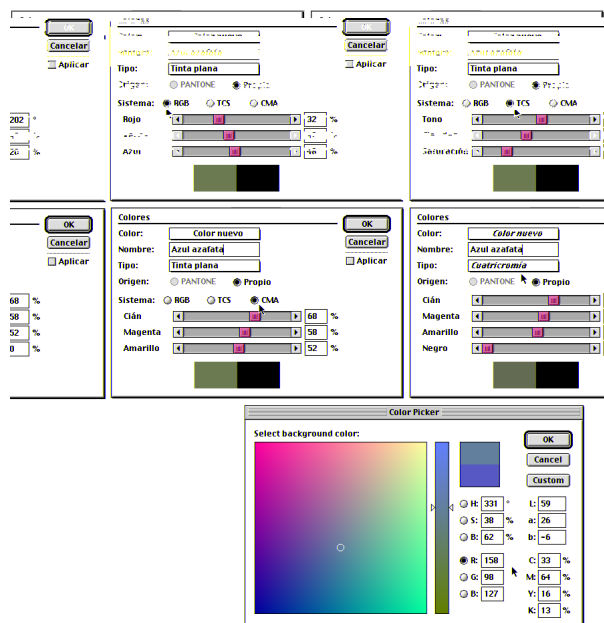 OK
Cancelar
Aplicar
202 °
26 %
Tipo: Tinta plana
PANTONE Propio
Sistema: RGB TCS CMA
Rojo 32 %
Azul
OK
Cancelar
Aplicar
Tipo: Tinta plana
PANTONE Propio
Sistema: RGB TCS CMA
Tono
Saturación
OK
Cancelar
Aplicar
68 %
58 %
52 %
0 %
Colores
Color: Color nuevo
Nombre: Azul azafata
Tipo: Tinta plana
Origen: PANTONE Propio
Sistema: RGB TCS CMA
Cián 68 %
Magenta 58 %
Amarillo 52 %
OK
Cancelar
Aplicar
Colores
Color: Color nuevo
Nombre: Azul azafata
Tipo: Cuatricromía
Origen: PANTONE Propio
Cián
Magenta
Amarillo
Negro
Color Picker
Select background color:
OK
Cancel
Custom
H: 331 ° L: 59
S: 38 % a: 26
B: 62 % b: -6
R: 158 C: 33 %
G: 98 M: 64 %
B: 127 Y: 16 %
K: 13 %